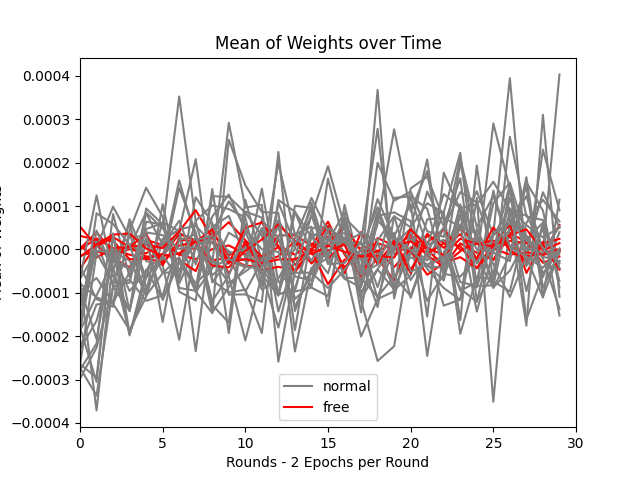 Mean of Weights over Time
0.0004
0.0003
0.0002
0.0001
0.0000
−0.0001
−0.0002
−0.0003
−0.0004
0 5 10 15 20 25 30
normal
free
Rounds - 2 Epochs per Round